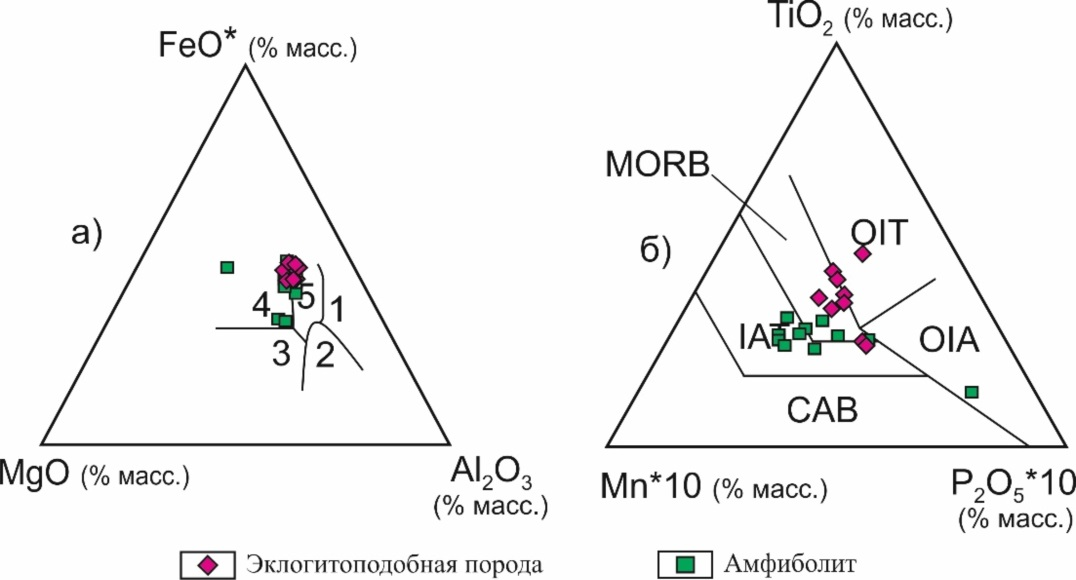 FeO* (% масс.)
а)
4
5
1
3
2
MgO (% масс.)
Al₂O₃
(% масс.)
TiO₂ (% масс.)
MORB
б)
OIT
IAT
OIA
CAB
Mn*10 (% масс.)
P₂O₅*10
(% масс.)
Эклогитоподобная порода
Амфиболит